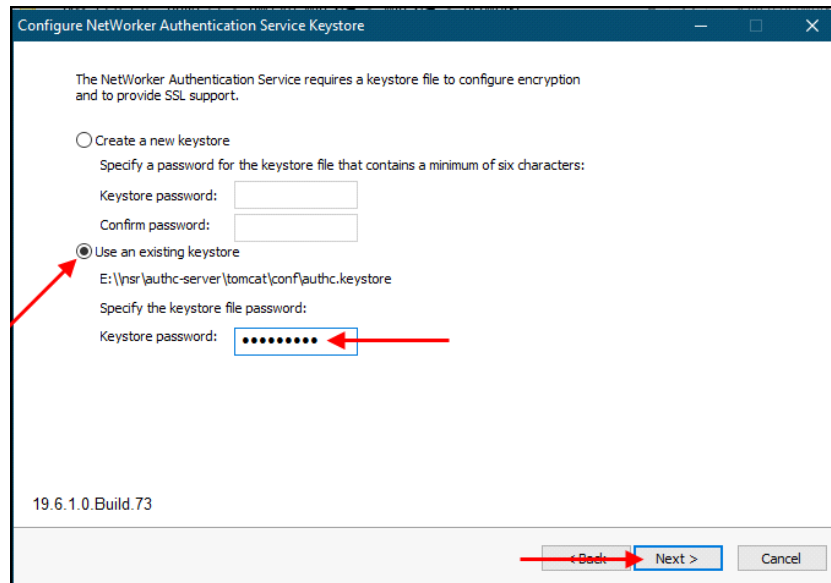 Configure NetWorker Authentication Service Keystore
The NetWorker Authentication Service requires a keystore file to configure encryption
and to provide SSL support.
Create a new keystore
Specify a password for the keystore file that contains a minimum of six characters:
Keystore password:
Confirm password:
Use an existing keystore
E:\\nsr\authc-server\tomcat\conf\authc.keystore
Specify the keystore file password:
Keystore password: •••••••••
19.6.1.0.Build.73
< Back Next > Cancel